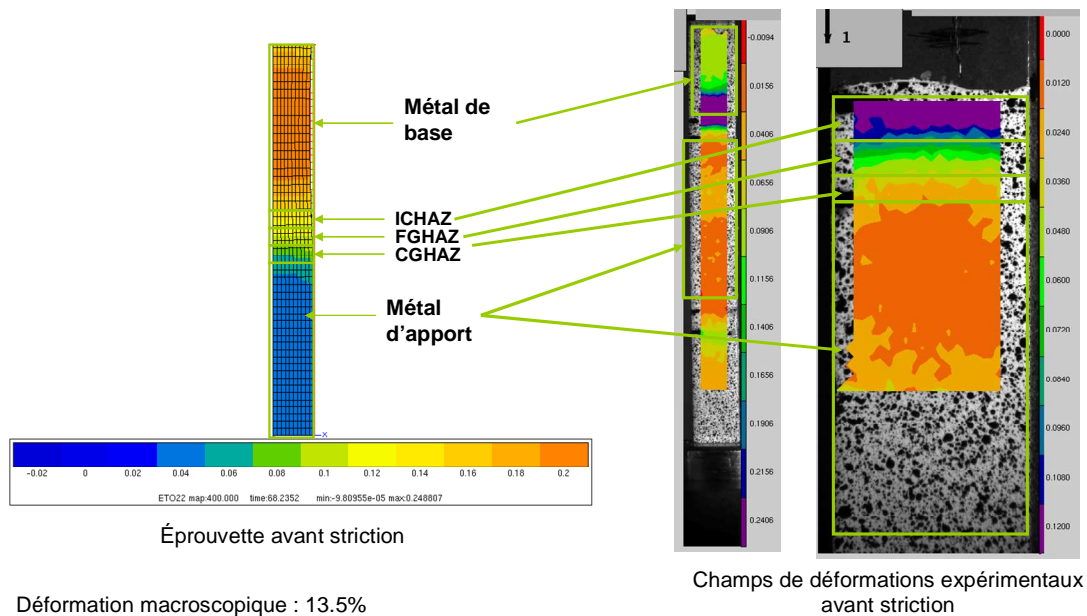 Métal de
base
ICHAZ
FGHAZ
CGHAZ
Métal
d'apport
x
-0.02 0 0.02 0.04 0.06 0.08 0.1 0.12 0.14 0.16 0.18 0.2
ETO22 map:400.000 time:68.2352 min:-9.80955e-05 max:0.248807
Éprouvette avant striction
Déformation macroscopique : 13.5%
-0.0094
0.0156
0.0406
0.0656
0.0906
0.1156
0.1406
0.1656
0.1906
0.2156
0.2406
1
0.0000
0.0120
0.0240
0.0360
0.0480
0.0600
0.0720
0.0840
0.0960
0.1080
0.1200
Champs de déformations expérimentaux
avant striction